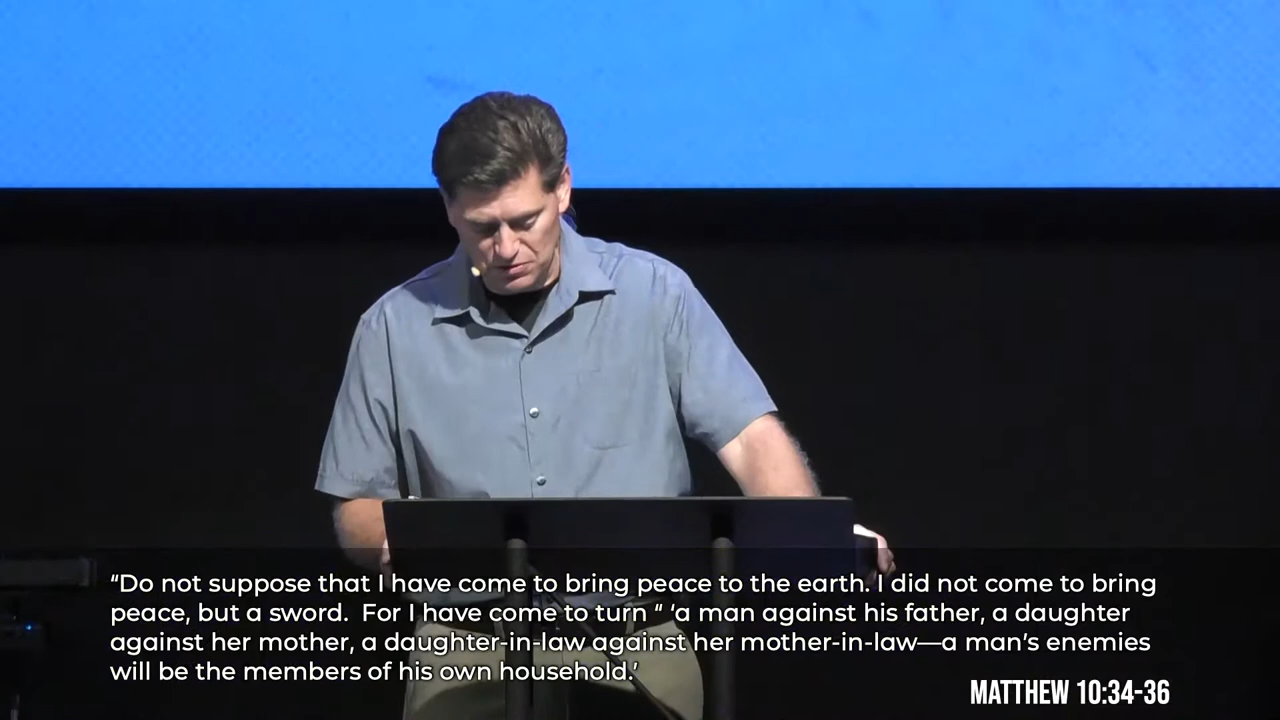 “Do not suppose that I have come to bring peace to the earth. I did not come to bring
peace, but a sword.  For I have come to turn “ ‘a man against his father, a daughter
against her mother, a daughter-in-law against her mother-in-law—a man’s enemies
will be the members of his own household.’
MATTHEW 10:34-36